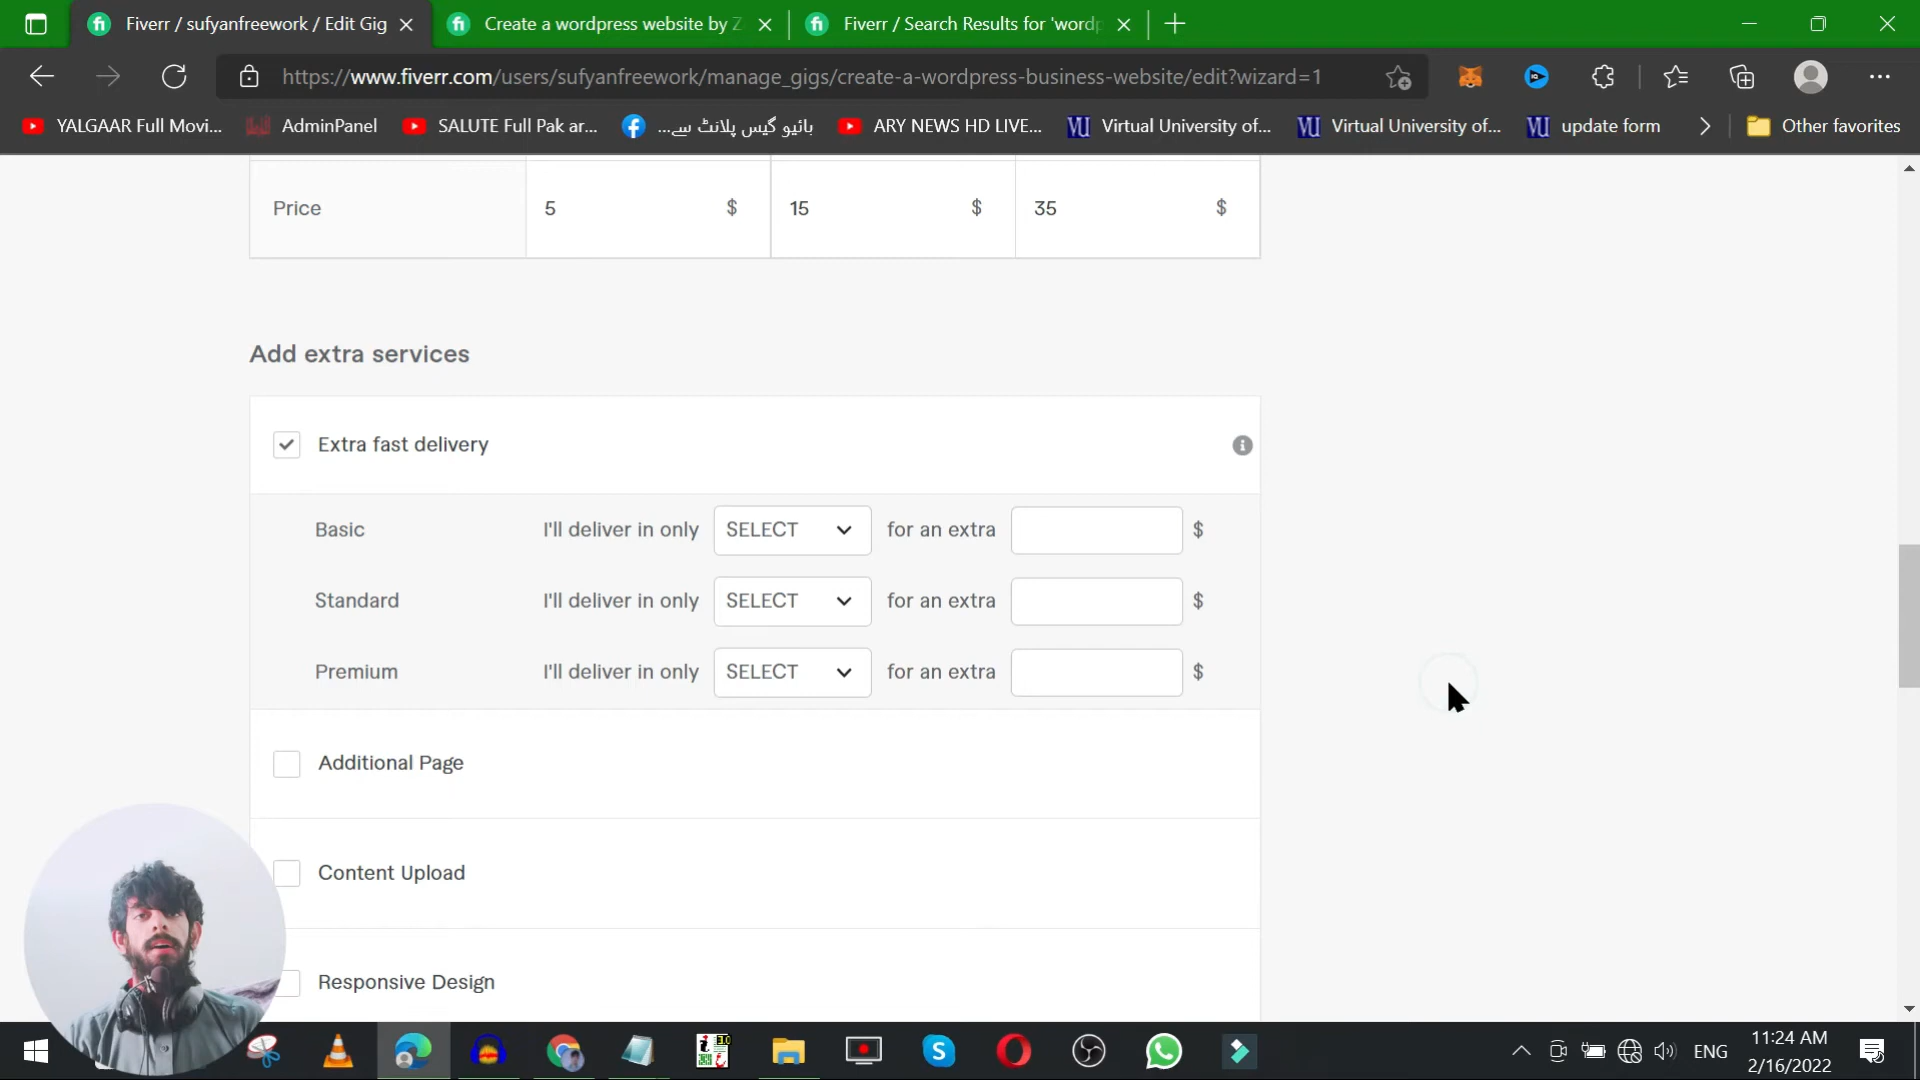 Fiverr / sufyanfreework / Edit Gig
Create a wordpress website by Z
Fiverr / Search Results for 'wordp
https://www.fiverr.com/users/sufyanfreework/manage_gigs/create-a-wordpress-business-website/edit?wizard=1
YALGAAR Full Movi...
AdminPanel
SALUTE Full Pak ar...
بائیو گیس پلانٹ سے...
ARY NEWS HD LIVE...
Virtual University of...
Virtual University of...
update form
Other favorites
Price 5 $ 15 $ 35 $
Add extra services
Extra fast delivery
Basic I'll deliver in only SELECT for an extra $
Standard I'll deliver in only SELECT for an extra $
Premium I'll deliver in only SELECT for an extra $
Additional Page
Content Upload
Responsive Design
ENG
11:24 AM
2/16/2022